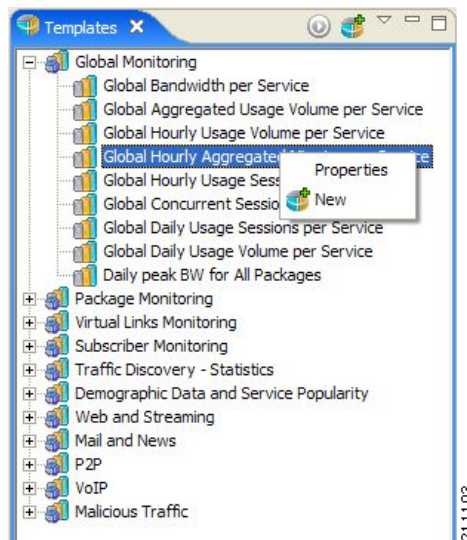 Templates
Global Monitoring
Global Bandwidth per Service
Global Aggregated Usage Volume per Service
Global Hourly Usage Volume per Service
Global Hourly Aggregated
Properties
Global Hourly Usage
New
Global Concurrent
Global Daily Usage Sessions per Service
Global Daily Usage Volume per Service
Daily peak BW for All Packages
Package Monitoring
Virtual Links Monitoring
Subscriber Monitoring
Traffic Discovery - Statistics
Demographic Data and Service Popularity
Web and Streaming
Mail and News
P2P
VoIP
Malicious Traffic